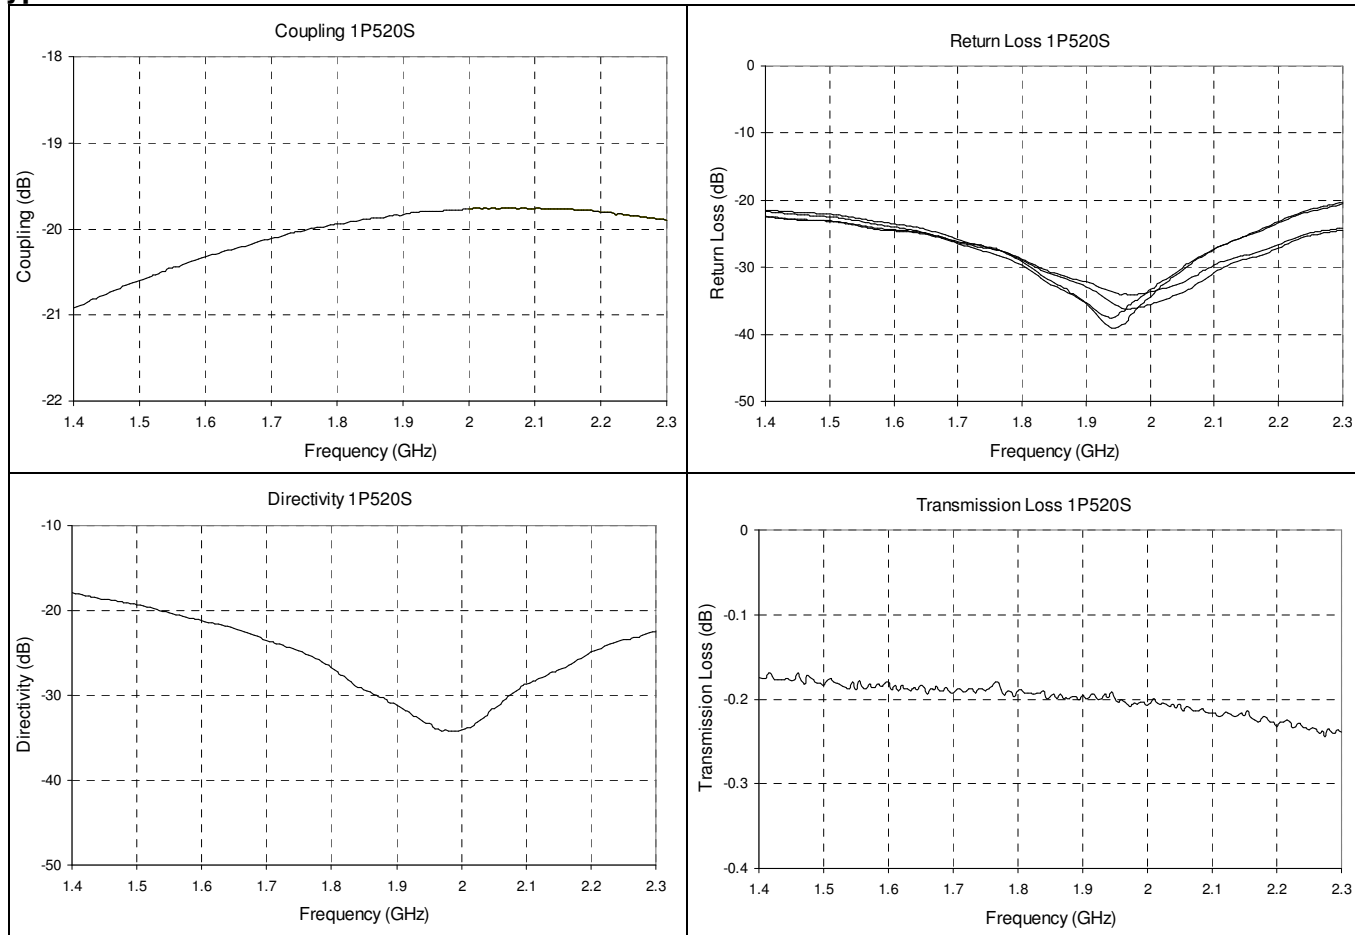 Coupling 1P520S
-18
-19
-20
-21
-22
Coupling (dB)
1.4 1.5 1.6 1.7 1.8 1.9 2 2.1 2.2 2.3
Frequency (GHz)
Return Loss 1P520S
0
-10
-20
-30
-40
-50
Return Loss (dB)
1.4 1.5 1.6 1.7 1.8 1.9 2 2.1 2.2 2.3
Frequency (GHz)
Directivity 1P520S
-10
-20
-30
-40
-50
Directivity (dB)
1.4 1.5 1.6 1.7 1.8 1.9 2 2.1 2.2 2.3
Frequency (GHz)
Transmission Loss 1P520S
0
-0.1
-0.2
-0.3
-0.4
Transmission Loss (dB)
1.4 1.5 1.6 1.7 1.8 1.9 2 2.1 2.2 2.3
Frequency (GHz)